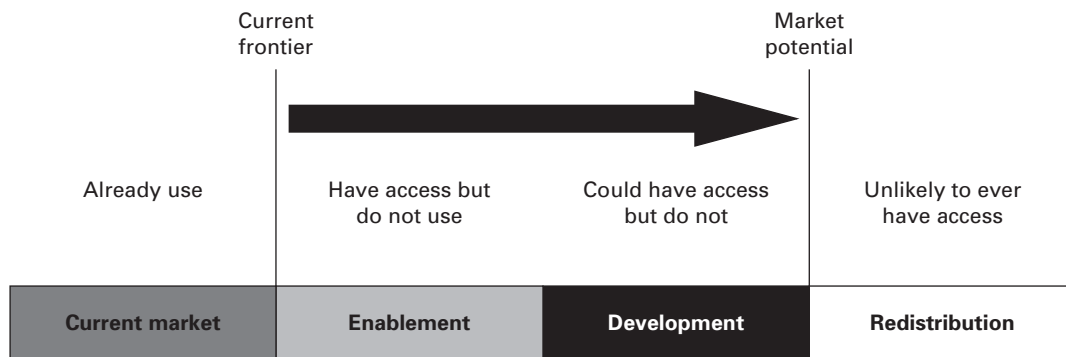 Current
frontier
Market
potential
Already use
Have access but
do not use
Could have access
but do not
Unlikely to ever
have access
Current market
Enablement
Development
Redistribution